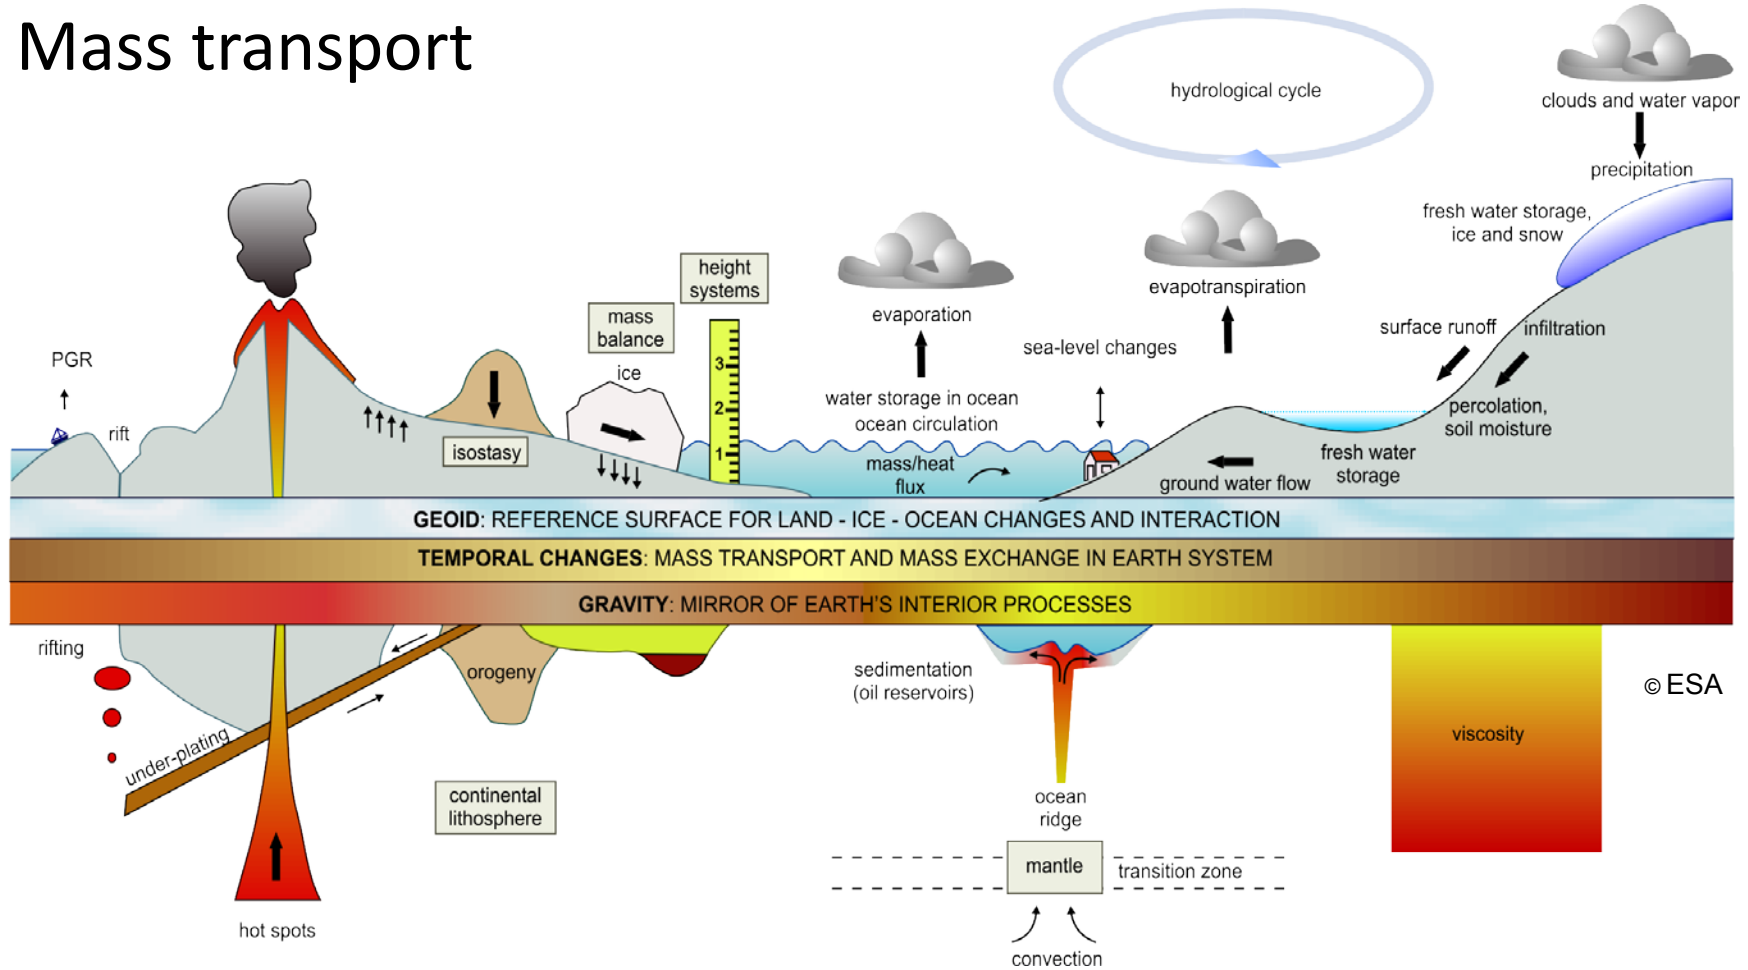 Mass transport
hydrological cycle
clouds and water vapor
precipitation
fresh water storage,
ice and snow
height
systems
mass
balance
ice
3
2
1
PGR
rift
isostasy
evaporation
water storage in ocean
ocean circulation
mass/heat
flux
sea-level changes
evapotranspiration
surface runoff
infiltration
percolation,
soil moisture
fresh water
storage
ground water flow
GEOID: REFERENCE SURFACE FOR LAND - ICE - OCEAN CHANGES AND INTERACTION
TEMPORAL CHANGES: MASS TRANSPORT AND MASS EXCHANGE IN EARTH SYSTEM
GRAVITY: MIRROR OF EARTH'S INTERIOR PROCESSES
rifting
orogeny
under-plating
continental
lithosphere
hot spots
sedimentation
(oil reservoirs)
ocean
ridge
mantle
transition zone
convection
viscosity
© ESA